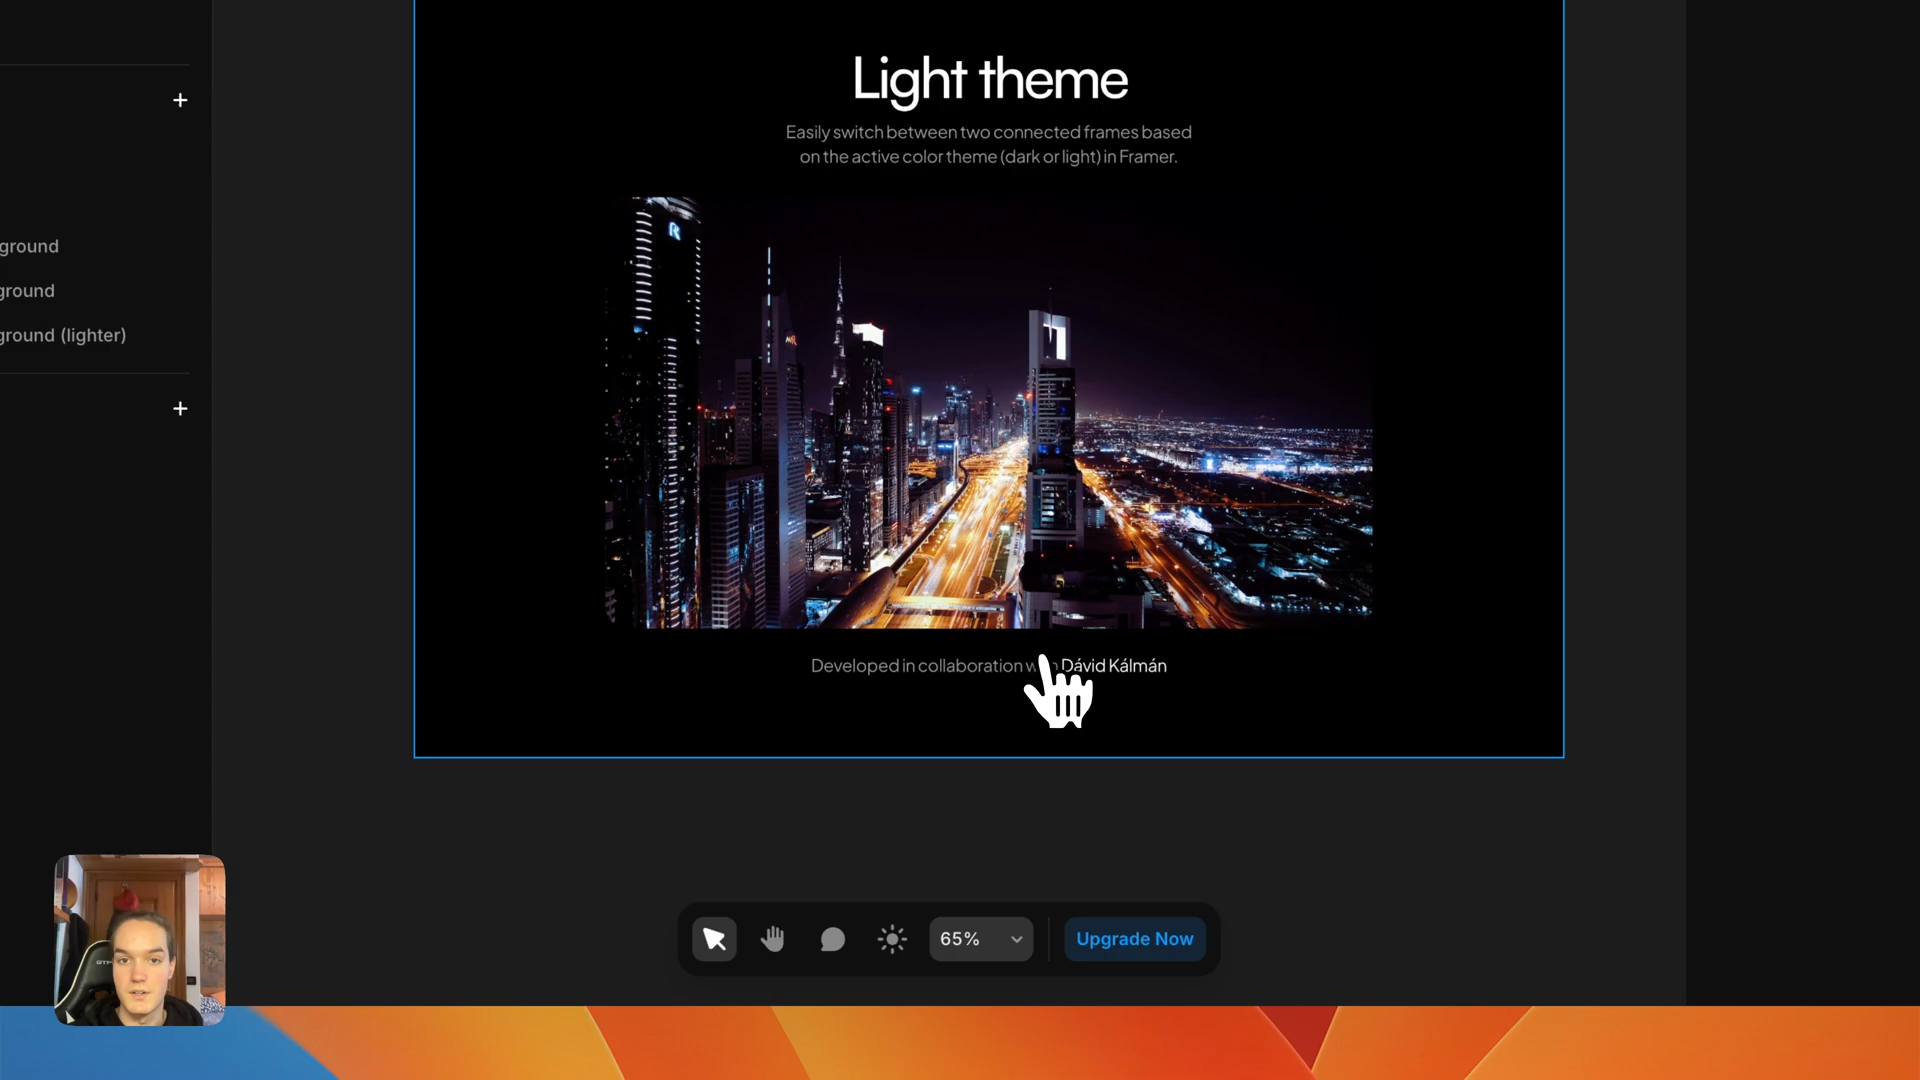 Light theme
Easily switch between two connected frames based
on the active color theme (dark or light) in Framer.
ground
ground
ground (lighter)
Developed in collaboration Dávid Kálmán
65%
Upgrade Now